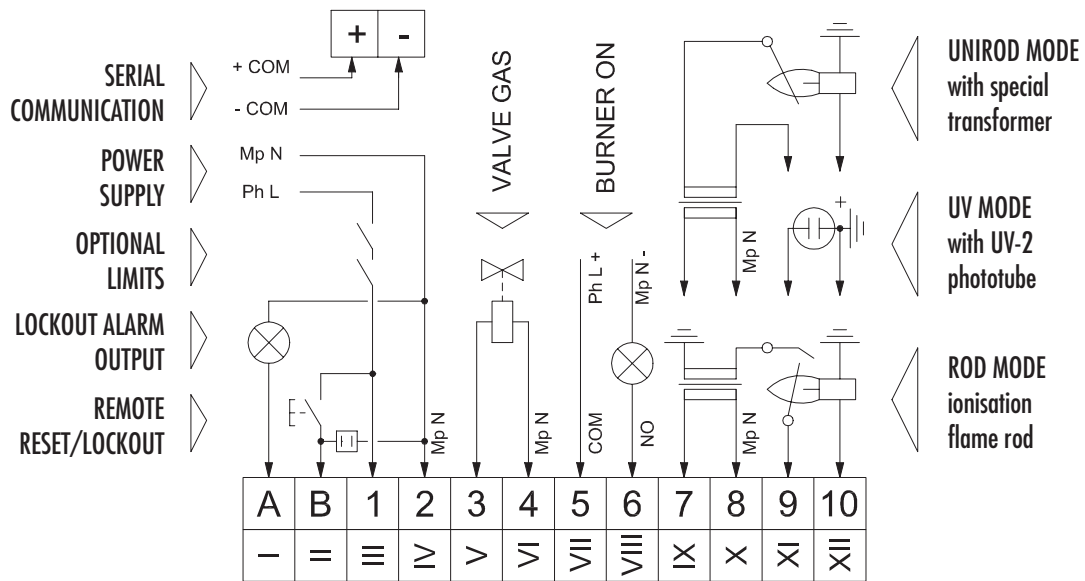 + -
SERIAL
COMMUNICATION
+ COM
- COM
POWER
SUPPLY
Mp N
Ph L
OPTIONAL
LIMITS
LOCKOUT ALARM
OUTPUT
REMOTE
RESET/LOCKOUT
Mp N
VALVE GAS
Mp N
BURNER ON
Ph L +
COM
Mp N -
NO
Mp N
Mp N
+
UNIROD MODE
with special
transformer
UV MODE
with UV-2
phototube
ROD MODE
ionisation
flame rod
A B 1 2 3 4 5 6 7 8 9 10
I II III IV V VI VII VIII IX X XI XII